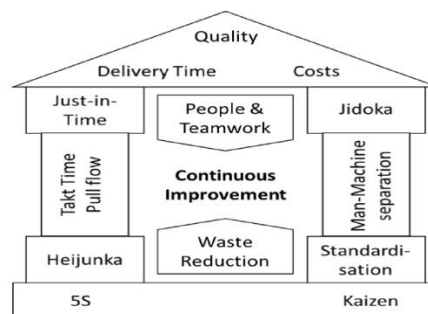 Quality
Delivery Time Costs
Just-in-
Time
People &
Teamwork
Jidoka
Takt Time
Pull flow
Continuous
Improvement
Man-Machine
separation
Heijunka
Waste
Reduction
Standardi-
sation
5S Kaizen